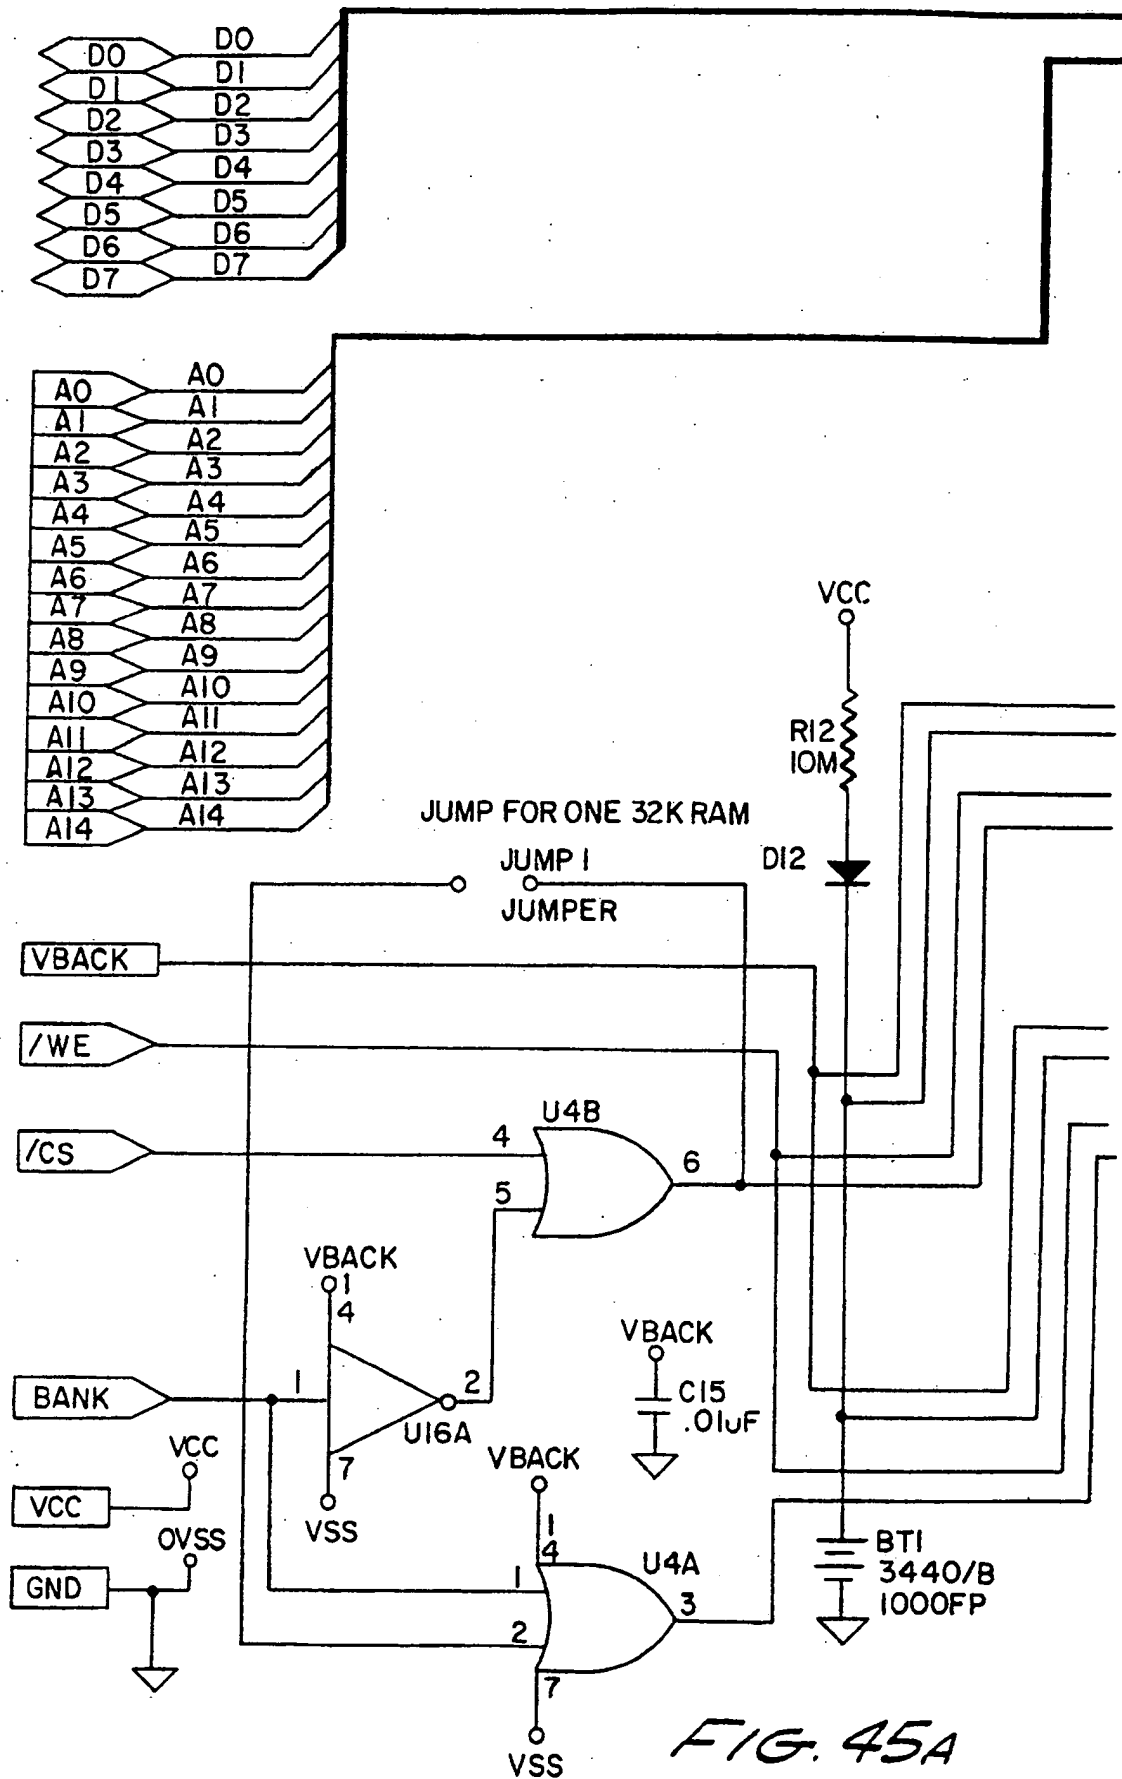 D0 D0
D1 D1
D2 D2
D3 D3
D4 D4
D5 D5
D6 D6
D7 D7
A0 A0
A1 A1
A2 A2
A3 A3
A4 A4
A5 A5
A6 A6
A7 A7
A8 A8
A9 A9
A10 A10
A11 A11
A12 A12
A13 A13
A14 A14
VCC
R12
10M
D12
JUMP FOR ONE 32K RAM
JUMP 1
JUMPER
VBACK
/WE
/CS
U4B
4
5
6
VBACK
1
4
BANK
1
2
U16A
7
VSS
VBACK
C15
.01uF
VCC
VCC
0VSS
GND
VBACK
1
4
U4A
1
2
3
7
VSS
BT1
3440/B
1000FP
FIG. 45A